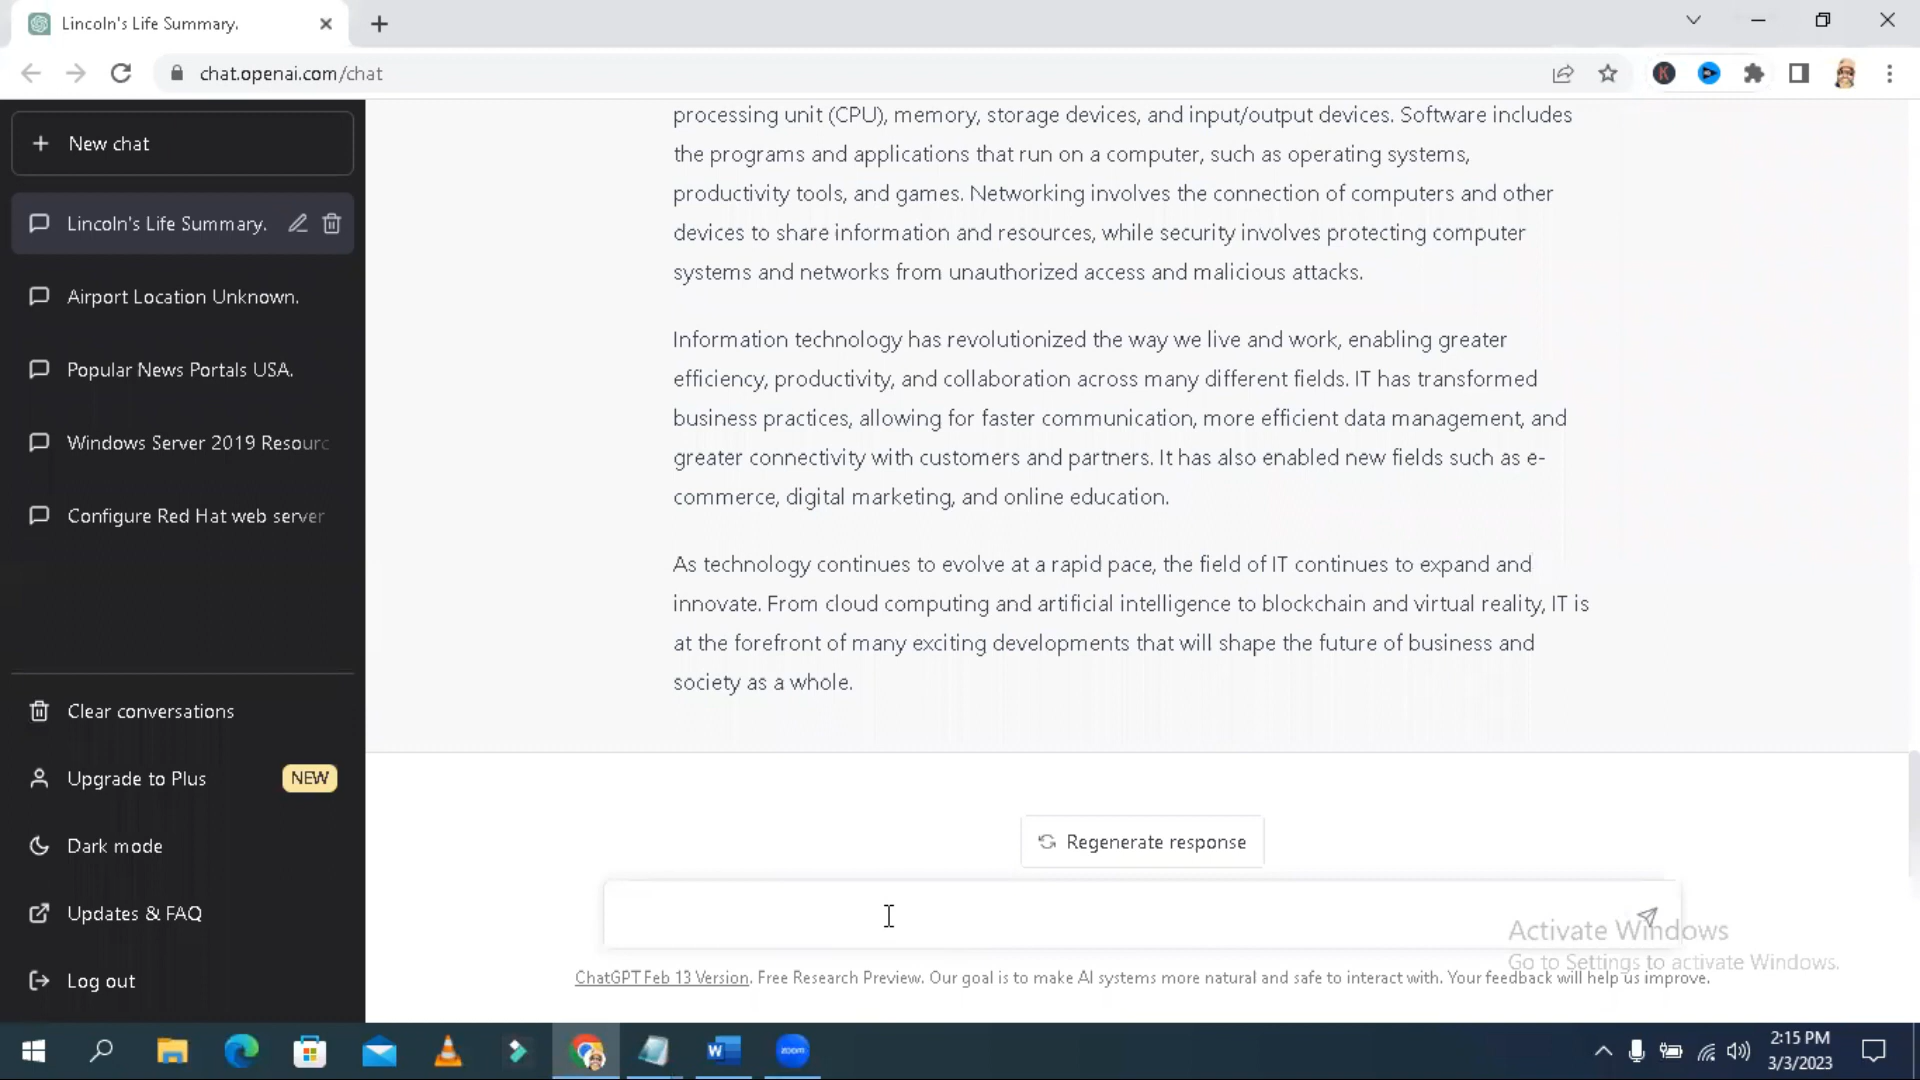 Lincoln's Life Summary.
chat.openai.com/chat
K
New chat
Lincoln's Life Summary.
Airport Location Unknown.
Popular News Portals USA.
Windows Server 2019 Resourc
Configure Red Hat web server
Clear conversations
Upgrade to Plus NEW
Dark mode
Updates & FAQ
Log out
processing unit (CPU), memory, storage devices, and input/output devices. Software includes
the programs and applications that run on a computer, such as operating systems,
productivity tools, and games. Networking involves the connection of computers and other
devices to share information and resources, while security involves protecting computer
systems and networks from unauthorized access and malicious attacks.
Information technology has revolutionized the way we live and work, enabling greater
efficiency, productivity, and collaboration across many different fields. IT has transformed
business practices, allowing for faster communication, more efficient data management, and
greater connectivity with customers and partners. It has also enabled new fields such as e-
commerce, digital marketing, and online education.
As technology continues to evolve at a rapid pace, the field of IT continues to expand and
innovate. From cloud computing and artificial intelligence to blockchain and virtual reality, IT is
at the forefront of many exciting developments that will shape the future of business and
society as a whole.
Regenerate response
Activate Windows
Go to Settings to activate Windows.
ChatGPT Feb 13 Version. Free Research Preview. Our goal is to make AI systems more natural and safe to interact with. Your feedback will help us improve.
W
zoom
2:15 PM
3/3/2023